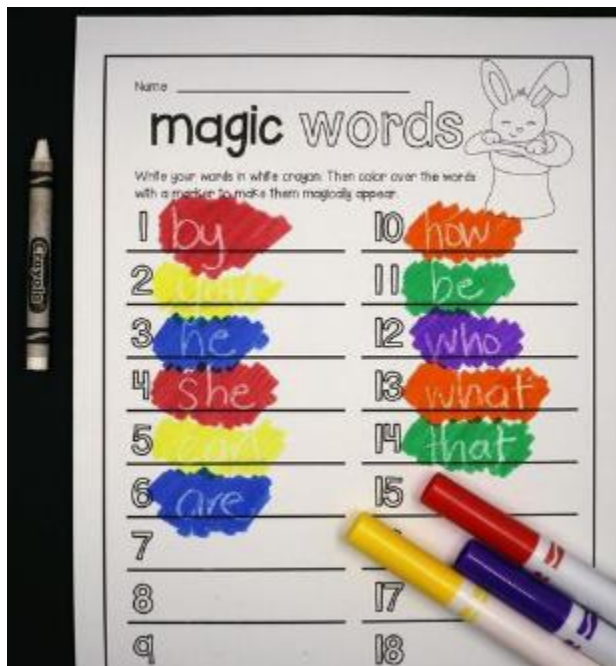 Name
magic words
Write your words in white crayon. Then color over the words
with a marker to make them magically appear.
1 by
2 you
3 he
4 she
5 can
6 are
7
8
9
10 how
11 be
12 who
13 what
14 that
15
17
18
Crayola